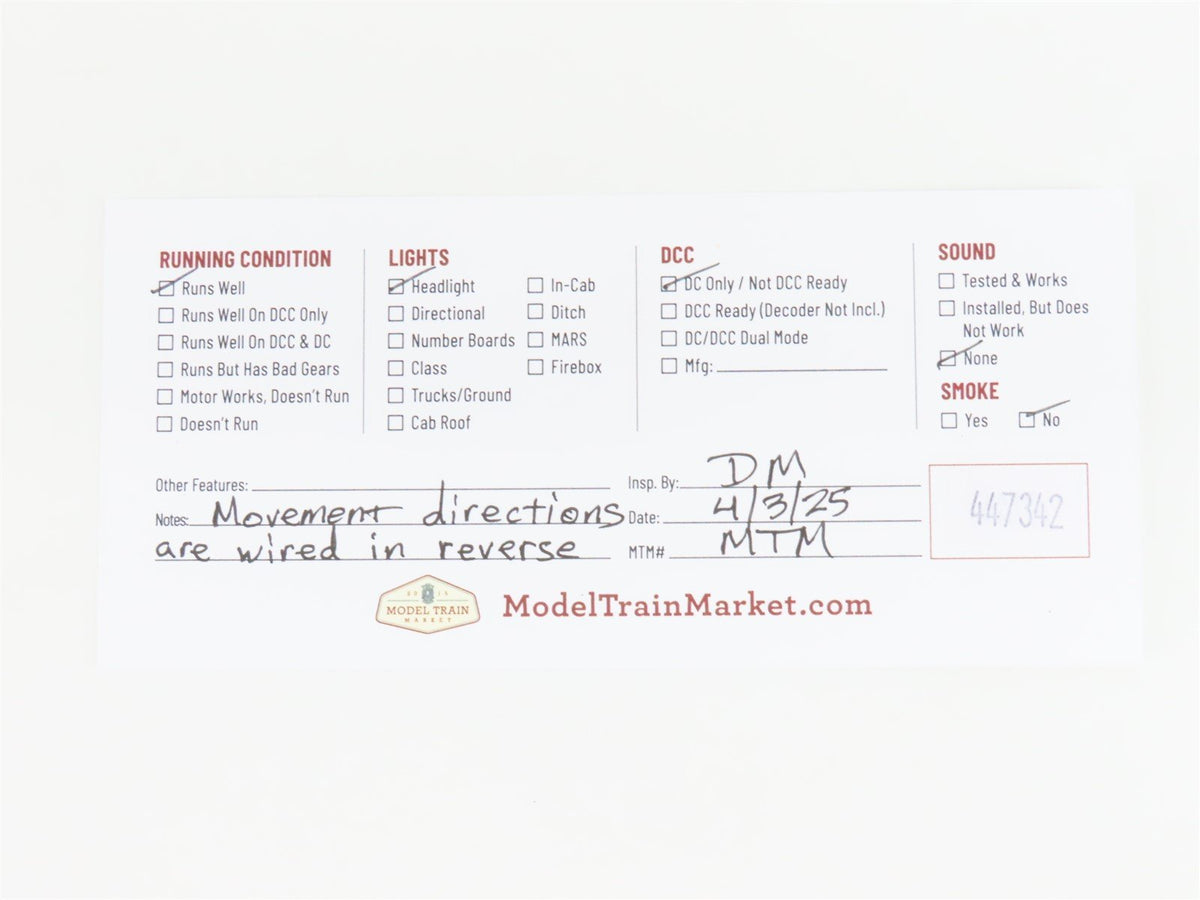 RUNNING CONDITION
Runs Well
Runs Well On DCC Only
Runs Well On DCC & DC
Runs But Has Bad Gears
Motor Works, Doesn't Run
Doesn't Run
LIGHTS
Headlight
Directional
Number Boards
Class
Trucks/Ground
Cab Roof
In-Cab
Ditch
MARS
Firebox
DCC
DC Only / Not DCC Ready
DCC Ready (Decoder Not Incl.)
DC/DCC Dual Mode
Mfg:
SOUND
Tested & Works
Installed, But Does
Not Work
None
SMOKE
Yes No
Other Features:
Notes: Movement directions
are wired in reverse
Insp. By: DM
Date: 4/3/25
MTM# MTM
447342
2015
MODEL TRAIN
MARKET
ModelTrainMarket.com